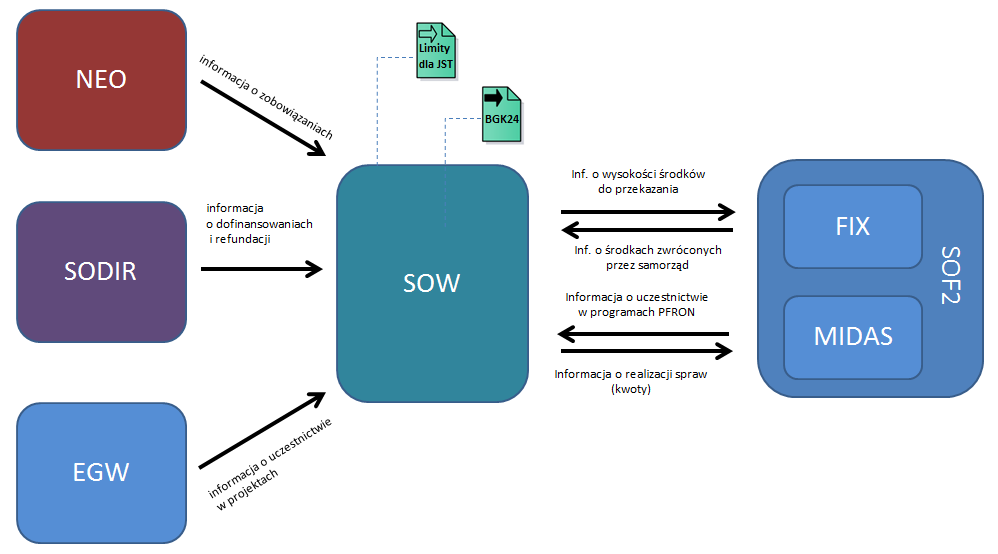 NEO
informacja o zobowiązaniach
Limity
dla JST
BGK24
SODIR
informacja
o dofinansowaniach
i refundacji
SOW
Inf. o wysokości środków
do przekazania
Inf. o środkach zwróconych
przez samorząd
Informacja o uczestnictwie
w programach PFRON
Informacja o realizacji spraw
(kwoty)
FIX
MIDAS
SOF2
EGW
informacja o uczestnictwie
w projektach